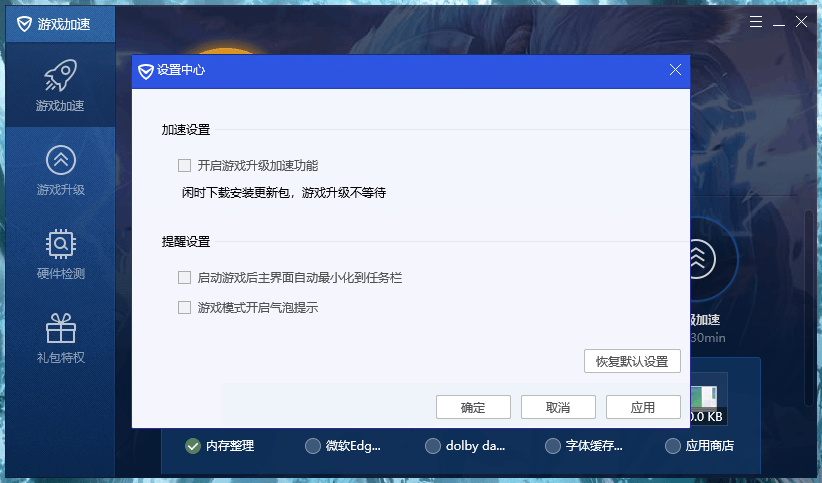 游戏加速
游戏加速
游戏升级
硬件检测
礼包特权
设置中心
加速设置
开启游戏升级加速功能
闲时下载安装更新包，游戏升级不等待
提醒设置
启动游戏后主界面自动最小化到任务栏
游戏模式开启气泡提示
恢复默认设置
确定
取消
应用
级加速
30min
0.0 KB
内存整理
微软Edg...
dolby da...
字体缓存...
应用商店